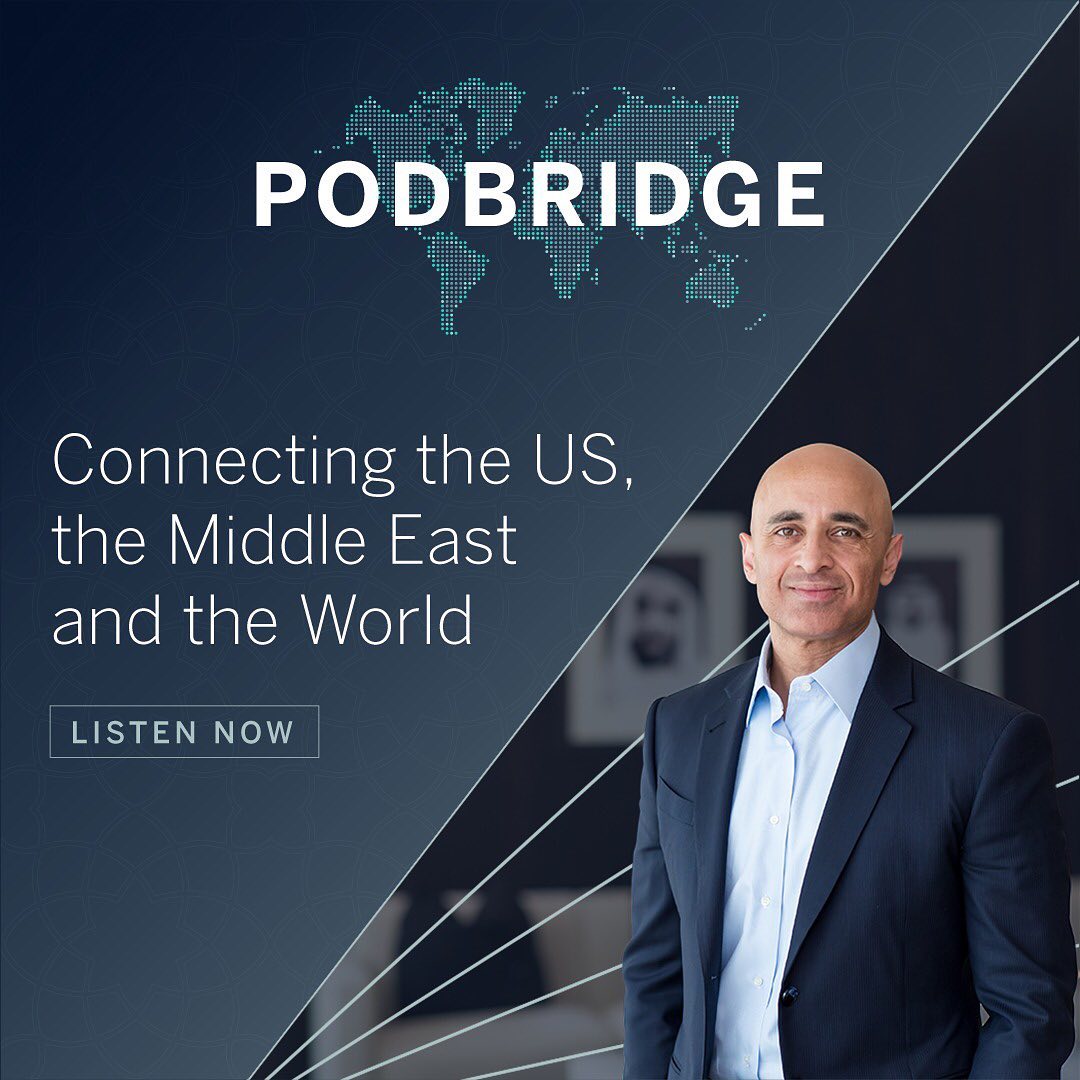 PODBRIDGE
Connecting the US,
the Middle East
and the World
LISTEN NOW